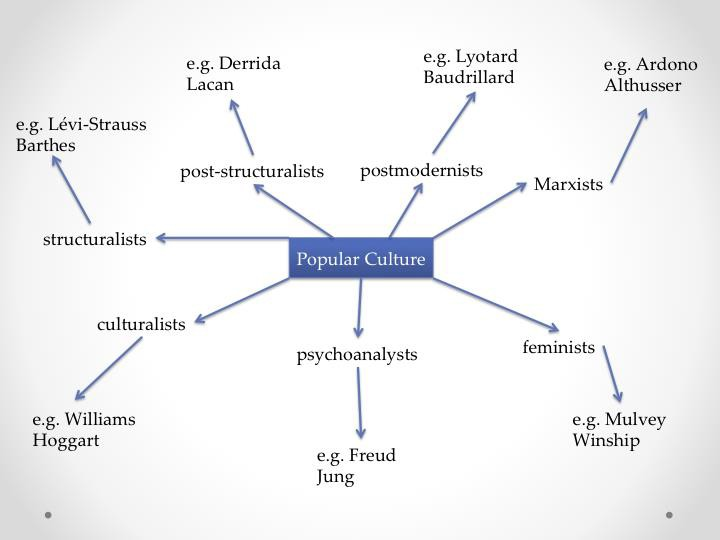 e.g. Derrida
Lacan
e.g. Lyotard
Baudrillard
e.g. Ardono
Althusser
e.g. Lévi-Strauss
Barthes
post-structuralists
postmodernists
Marxists
structuralists
Popular Culture
culturalists
psychoanalysts
feminists
e.g. Williams
Hoggart
e.g. Freud
Jung
e.g. Mulvey
Winship